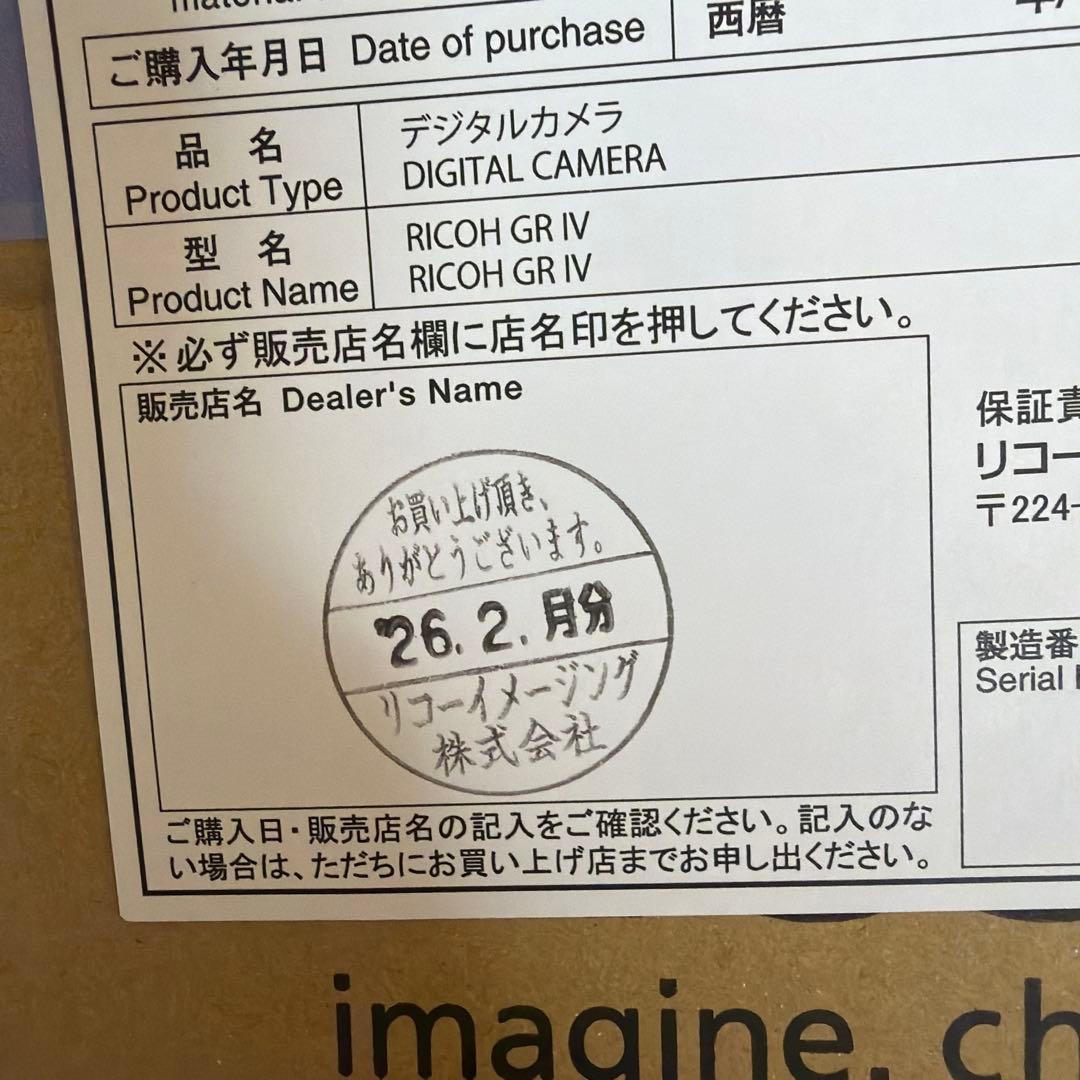 material
ご購入年月日 Date of purchase
西暦
品 名
Product Type
デジタルカメラ
DIGITAL CAMERA
型 名
Product Name
RICOH GR IV
RICOH GR IV
※必ず販売店名欄に店名印を押してください。
販売店名 Dealer's Name
お買い上げ頂き、
ありがとうございます。
'26. 2. 月分
リコーイメージング
株式会社
保証責
リコー
〒224-
製造番
Serial
ご購入日・販売店名の記入をご確認ください。記入のな
い場合は、ただちにお買い上げ店までお申し出ください。
imagine. ch